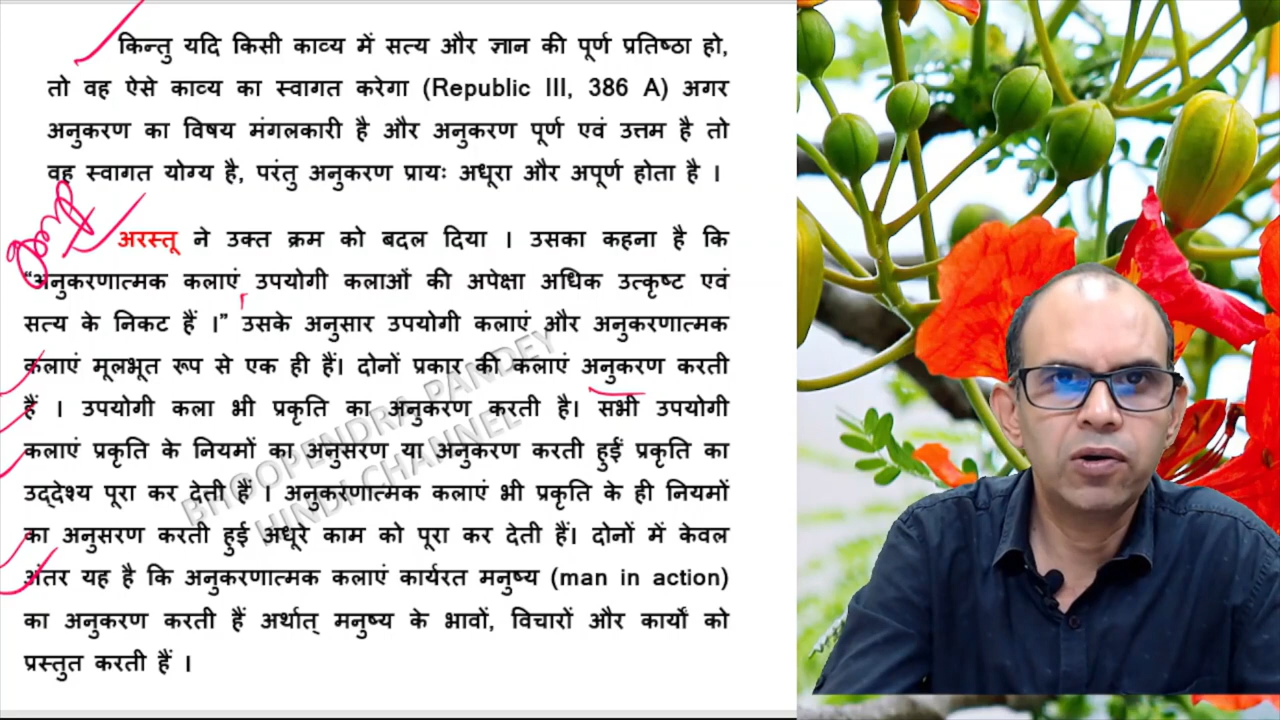 किन्तु यदि किसी काव्य में सत्य और ज्ञान की पूर्ण प्रतिष्ठा हो,
तो वह ऐसे काव्य का स्वागत करेगा (Republic III, 386 A) अगर
अनुकरण का विषय मंगलकारी है और अनुकरण पूर्ण एवं उत्तम है तो
वह स्वागत योग्य है, परंतु अनुकरण प्रायः अधूरा और अपूर्ण होता है ।
अरस्तू ने उक्त क्रम को बदल दिया । उसका कहना है कि
“अनुकरणात्मक कलाएं उपयोगी कलाओं की अपेक्षा अधिक उत्कृष्ट एवं
सत्य के निकट हैं ।” उसके अनुसार उपयोगी कलाएं और अनुकरणात्मक
कलाएं मूलभूत रूप से एक ही हैं। दोनों प्रकार की कलाएं अनुकरण करती
हैं । उपयोगी कला भी प्रकृति का अनुकरण करती है। सभी उपयोगी
कलाएं प्रकृति के नियमों का अनुसरण या अनुकरण करती हुईं प्रकृति का
उद्देश्य पूरा कर देती हैं । अनुकरणात्मक कलाएं भी प्रकृति के ही नियमों
का अनुसरण करती हुई अधूरे काम को पूरा कर देती हैं। दोनों में केवल
अंतर यह है कि अनुकरणात्मक कलाएं कार्यरत मनुष्य (man in action)
का अनुकरण करती हैं अर्थात् मनुष्य के भावों, विचारों और कार्यों को
प्रस्तुत करती हैं ।
BHOOPENDRA PANDEY
HINDI CHANNEL